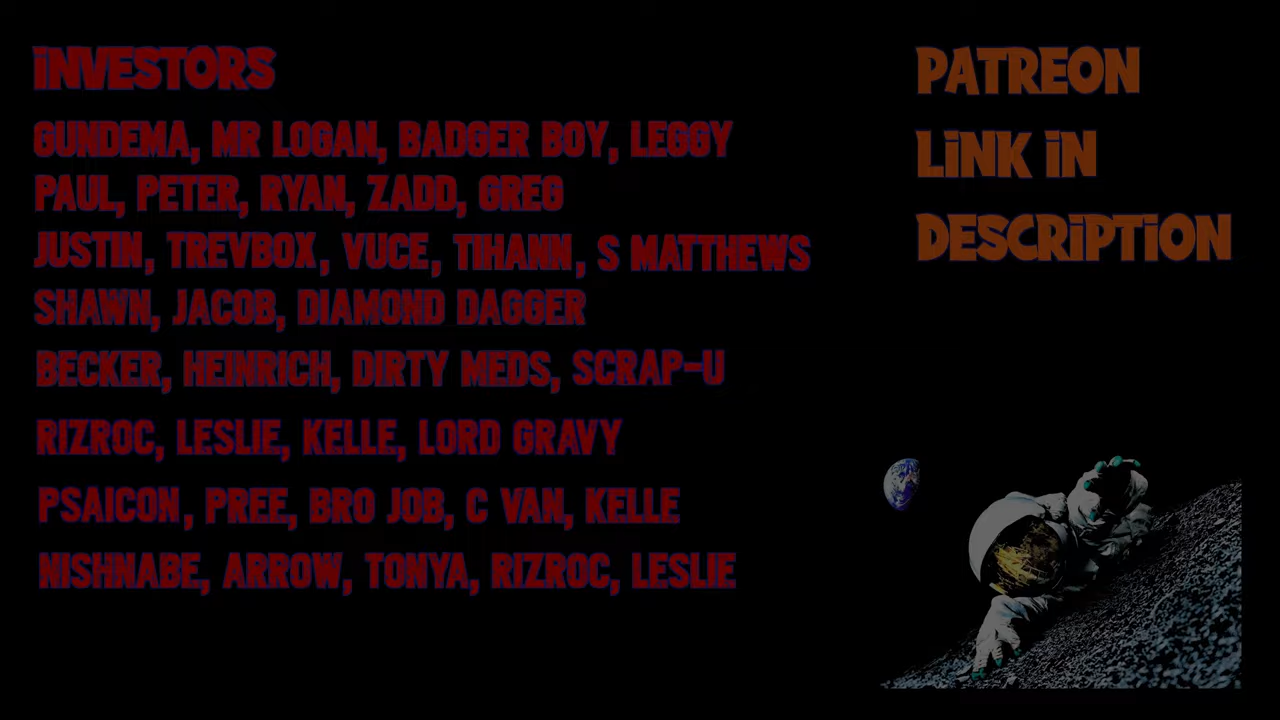 iNVESTORS
GUNDEMA, MR LOGAN, BADGER BOY, LEGGY
PAUL, PETER, RYAN, ZADD, GREG
JUSTIN, TREVBOX, VUCE, TIHANN, S MATTHEWS
SHAWN, JACOB, DIAMOND DAGGER
BECKER, HEINRICH, DIRTY MEDS, SCRAP-U
RIZROC, LESLIE, KELLE, LORD GRAVY
PSAICON, PREE, BRO JOB, C VAN, KELLE
NISHNABE, ARROW, TONYA, RIZROC, LESLIE
PATREON
LiNK iN
DESCRiPTiON